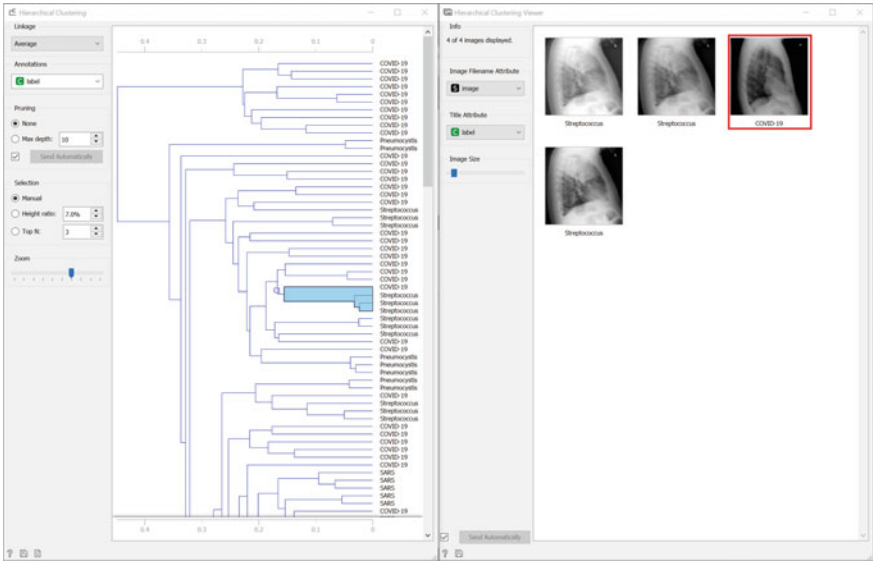 Hierarchical Clustering
Linkage
Average
Annotations
C label
Pruning
None
Max depth: 10
Send Automatically
Selection
Manual
Height ratio: 7.0%
Top N: 3
Zoom
0.4 0.3 0.2 0.1 0
COVID-19
COVID-19
COVID-19
COVID-19
COVID-19
COVID-19
COVID-19
COVID-19
COVID-19
COVID-19
Pneumocystis
Pneumocystis
COVID-19
COVID-19
COVID-19
COVID-19
COVID-19
COVID-19
COVID-19
Streptococcus
Streptococcus
Streptococcus
COVID-19
COVID-19
COVID-19
COVID-19
COVID-19
COVID-19
COVID-19
COVID-19
Streptococcus
Streptococcus
Streptococcus
Streptococcus
Streptococcus
Streptococcus
COVID-19
COVID-19
Pneumocystis
Pneumocystis
Pneumocystis
Pneumocystis
Pneumocystis
COVID-19
Streptococcus
Streptococcus
Streptococcus
COVID-19
COVID-19
COVID-19
COVID-19
COVID-19
COVID-19
SARS
SARS
SARS
SARS
SARS
COVID-19
0.4 0.3 0.2 0.1 0
Hierarchical Clustering Viewer
Info
4 of 4 images displayed.
Image Filename Attribute
S image
Title Attribute
C label
Image Size
Send Automatically
Streptococcus
Streptococcus
COVID-19
Streptococcus